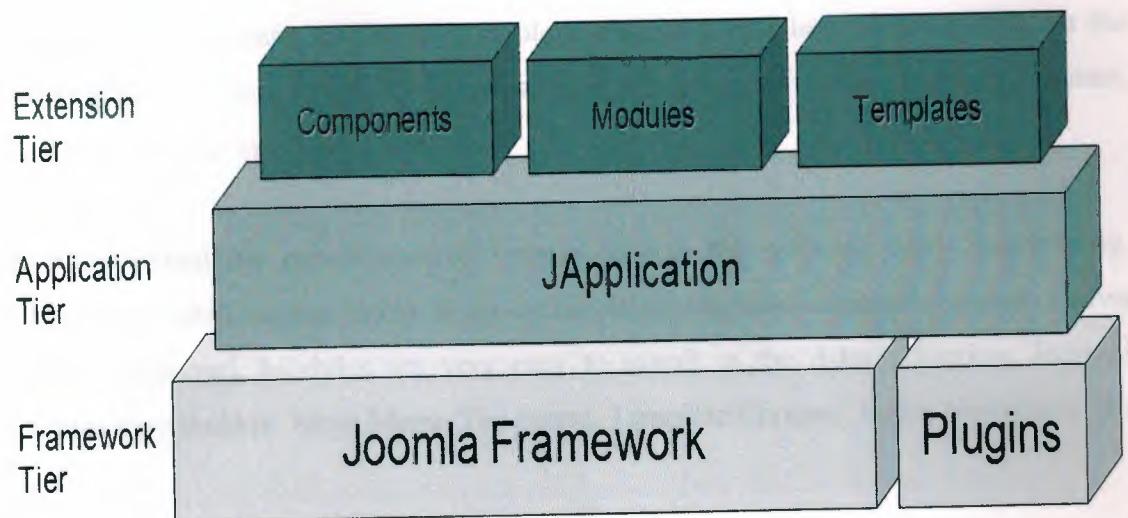 Extension
Tier
Components
Modules
Templates
Application
Tier
JApplication
Framework
Tier
Joomla Framework
Plugins